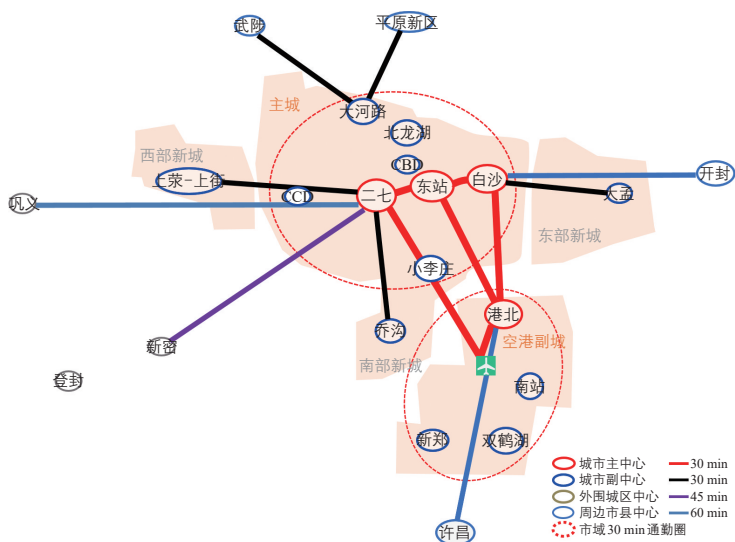 武陟
平原新区
主城
大河路
北龙湖
西部新城
CBD
上荥-上街
CCD
二七
东站
白沙
开封
大孟
巩义
东部新城
小李庄
港北
乔沟
空港副城
新密
南部新城
登封
南站
新郑
双鹤湖
许昌
城市主中心
30 min
城市副中心
30 min
外围城区中心
45 min
周边市县中心
60 min
市域30 min通勤圈